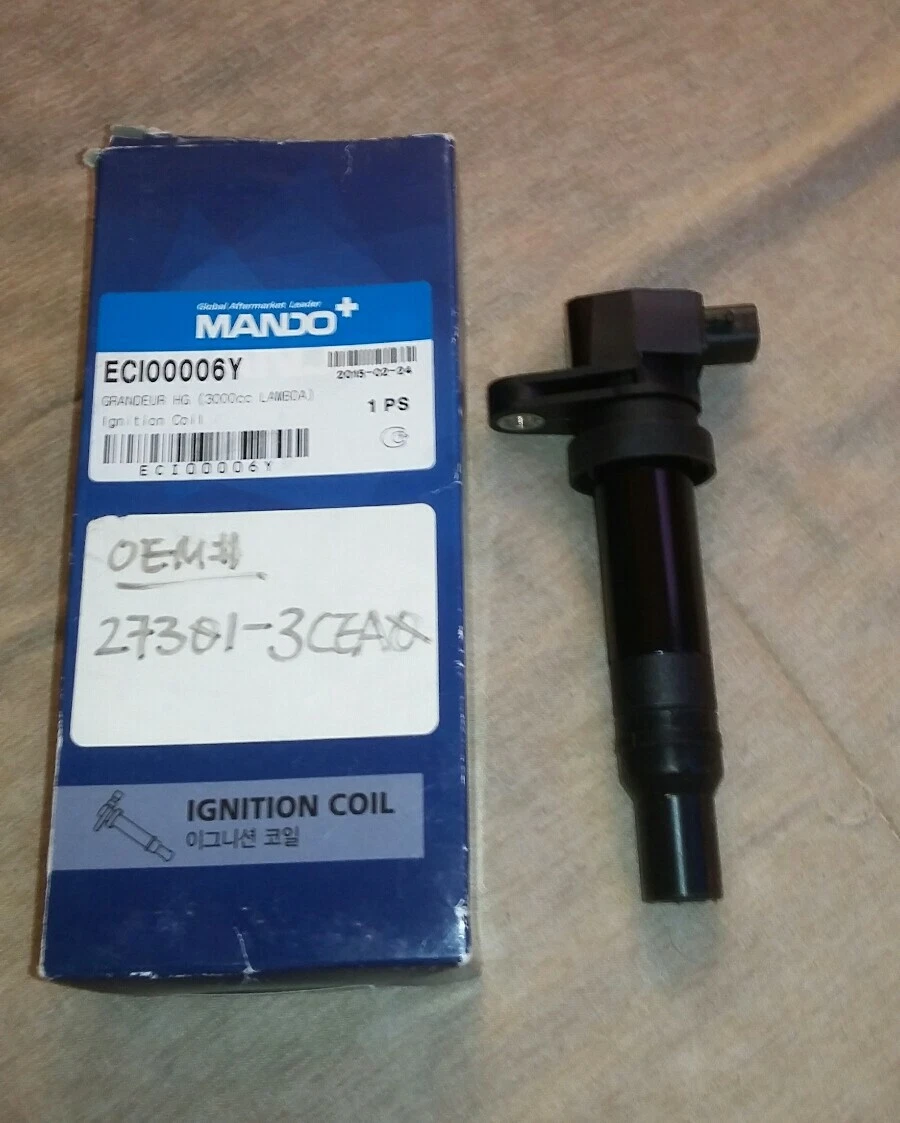 Global Aftermarket Leader
MANDO+
ECI00006Y
2015-02-24
GRANDEUR HG (3000cc LAMBDA)
1 PS
Ignition Coil
ECI00006Y
OEM#
27301-3CEA0
IGNITION COIL
이그니션 코일